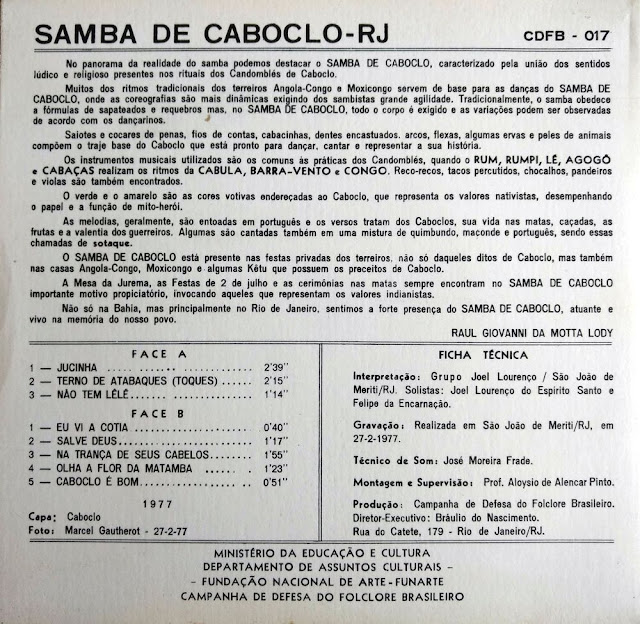 SAMBA DE CABOCLO-RJ
CDFB - 017
No panorama da realidade do samba podemos destacar o SAMBA DE CABOCLO, caracterizado pela união dos sentidos
lúdico e religioso presentes nos rituais dos Candomblés de Caboclo.
Muitos dos ritmos tradicionais dos terreiros Angola-Congo e Moxicongo servem de base para as danças do SAMBA DE
CABOCLO, onde as coreografias são mais dinâmicas exigindo dos sambistas grande agilidade. Tradicionalmente, o samba obedece
a fórmulas de sapateados e requebros mas, no SAMBA DE CABOCLO, todo o corpo é exigido e as variações podem ser observadas
de acordo com os dançarinos.
Saiotes e cocares de penas, fios de contas, cabacinhas, dentes encastuados. arcos, flexas, algumas ervas e peles de animais
compõem o traje base do Caboclo que está pronto para dançar, cantar e representar a sua história.
Os instrumentos musicais utilizados são os comuns às práticas dos Candomblés, quando o RUM, RUMPI, LÉ, AGOGÔ
e CABAÇAS realizam os ritmos da CABULA, BARRA-VENTO e CONGO. Reco-recos, tacos percutidos, chocalhos, pandeiros
e violas são também encontrados.
O verde e o amarelo são as cores votivas endereçadas ao Caboclo, que representa os valores nativistas, desempenhando
o papel e a função de mito-herói.
As melodias, geralmente, são entoadas em português e os versos tratam dos Caboclos, sua vida nas matas, caçadas, as
frutas e a valentia dos guerreiros. Algumas são cantadas também em uma mistura de quimbundo, maçonde e português, sendo essas
chamadas de sotaque.
O SAMBA DE CABOCLO está presente nas festas privadas dos terreiros, não só daqueles ditos de Caboclo, mas também
nas casas Angola-Congo, Moxicongo e algumas Kêtu que possuem os preceitos de Caboclo.
A Mesa da Jurema, as Festas de 2 de julho e as cerimônias nas matas sempre encontram no SAMBA DE CABOCLO
importante motivo propiciatório, invocando aqueles que representam os valores indianistas.
Não só na Bahia, mas principalmente no Rio de Janeiro, sentimos a forte presença do SAMBA DE CABOCLO, atuante e
vivo na memória do nosso povo.
RAUL GIOVANNI DA MOTTA LODY
FACE A
1 — JUCINHA .... .. ....... .............. 2'39''
2 — TERNO DE ATABAQUES (TOQUES) ...... 2'15''
3 — NÃO TEM LÉLÉ...................... 1'14''
FACE B
1 — EU VI A COTIA ..................... 0'40''
2 — SALVE DEUS........................ 1'17''
3 — NA TRANÇA DE SEUS CABELOS......... 1'55''
4 — OLHA A FLOR DA MATAMBA ...... . 1'23''
5 — CABOCLO É BOM..................... 0'51''
1977
Capa: Caboclo
Foto: Marcel Gautherot - 27-2-77
FICHA TÉCNICA
Interpretação: Grupo Joel Lourenço / São João de
Meriti/RJ. Solistas: Joel Lourenço do Espirito Santo e
Felipe da Encarnação.
Gravação: Realizada em São João de Meriti/RJ, em
27-2-1977.
Técnico de Som: José Moreira Frade.
Montagem e Supervisão: Prof. Aloysio de Alencar Pinto.
Produção: Campanha de Defesa do Folclore Brasileiro.
Diretor-Executivo: Bráulio do Nascimento.
Rua do Catete, 179 - Rio de Janeiro/RJ.
MINISTÉRIO DA EDUCAÇÃO E CULTURA
DEPARTAMENTO DE ASSUNTOS CULTURAIS -
- FUNDAÇÃO NACIONAL DE ARTE - FUNARTE
CAMPANHA DE DEFESA DO FOLCLORE BRASILEIRO